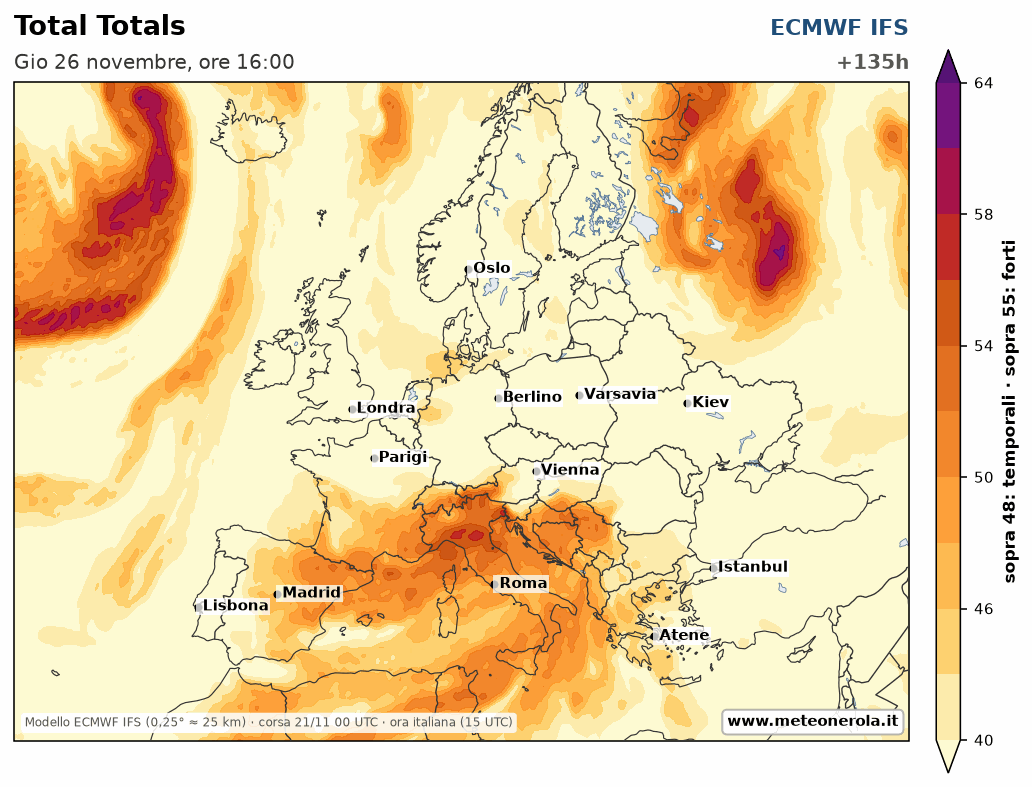 Total Totals
ECMWF IFS
Gio 26 novembre, ore 16:00
+135h
64
58
54
50
46
40
sopra 48: temporali · sopra 55: forti
Oslo
Londra
Berlino
Varsavia
Kiev
Parigi
Vienna
Istanbul
Madrid
Roma
Lisbona
Atene
Modello ECMWF IFS (0,25° ≈ 25 km) · corsa 21/11 00 UTC · ora italiana (15 UTC)
www.meteonerola.it